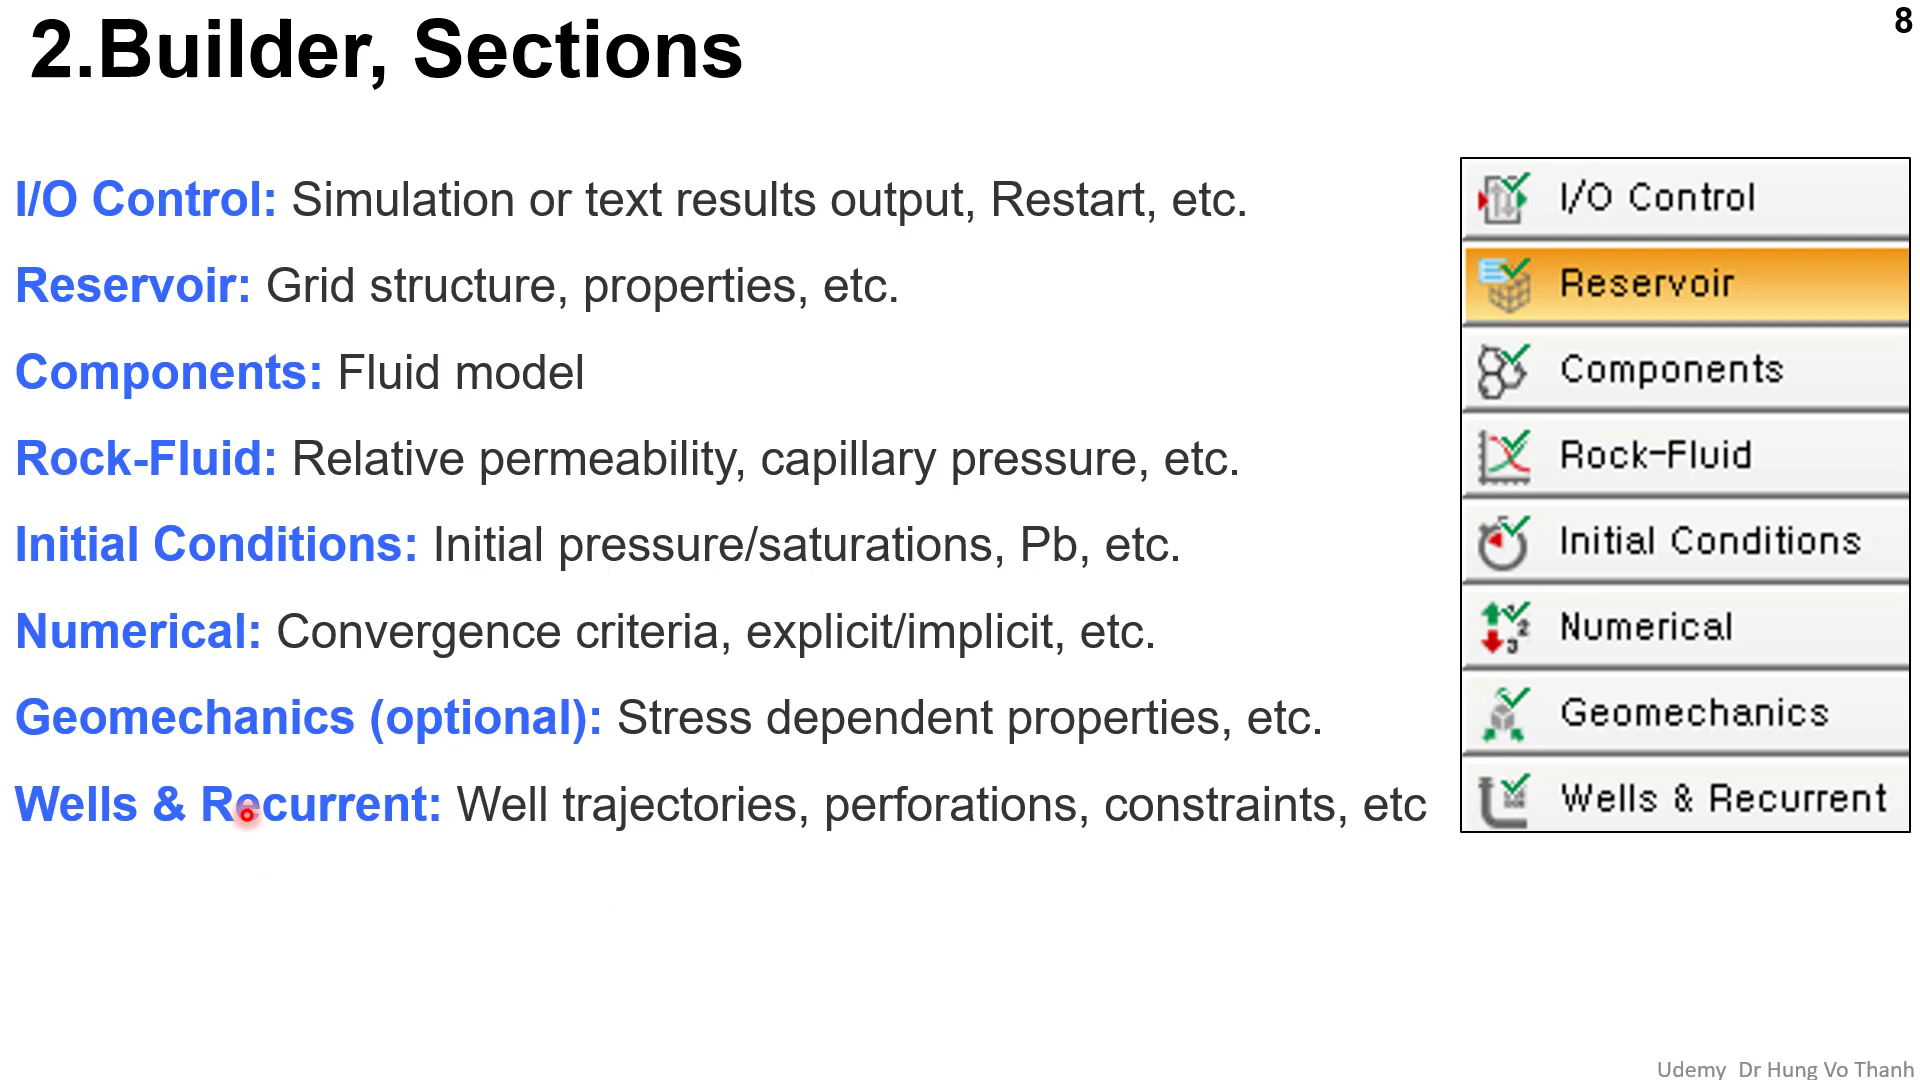 2.Builder, Sections
8
I/O Control: Simulation or text results output, Restart, etc.
Reservoir: Grid structure, properties, etc.
Components: Fluid model
Rock-Fluid: Relative permeability, capillary pressure, etc.
Initial Conditions: Initial pressure/saturations, Pb, etc.
Numerical: Convergence criteria, explicit/implicit, etc.
Geomechanics (optional): Stress dependent properties, etc.
Wells & Recurrent: Well trajectories, perforations, constraints, etc
I/O Control
Reservoir
Components
Rock-Fluid
Initial Conditions
Numerical
Geomechanics
Wells & Recurrent
Udemy Dr Hung Vo Thanh